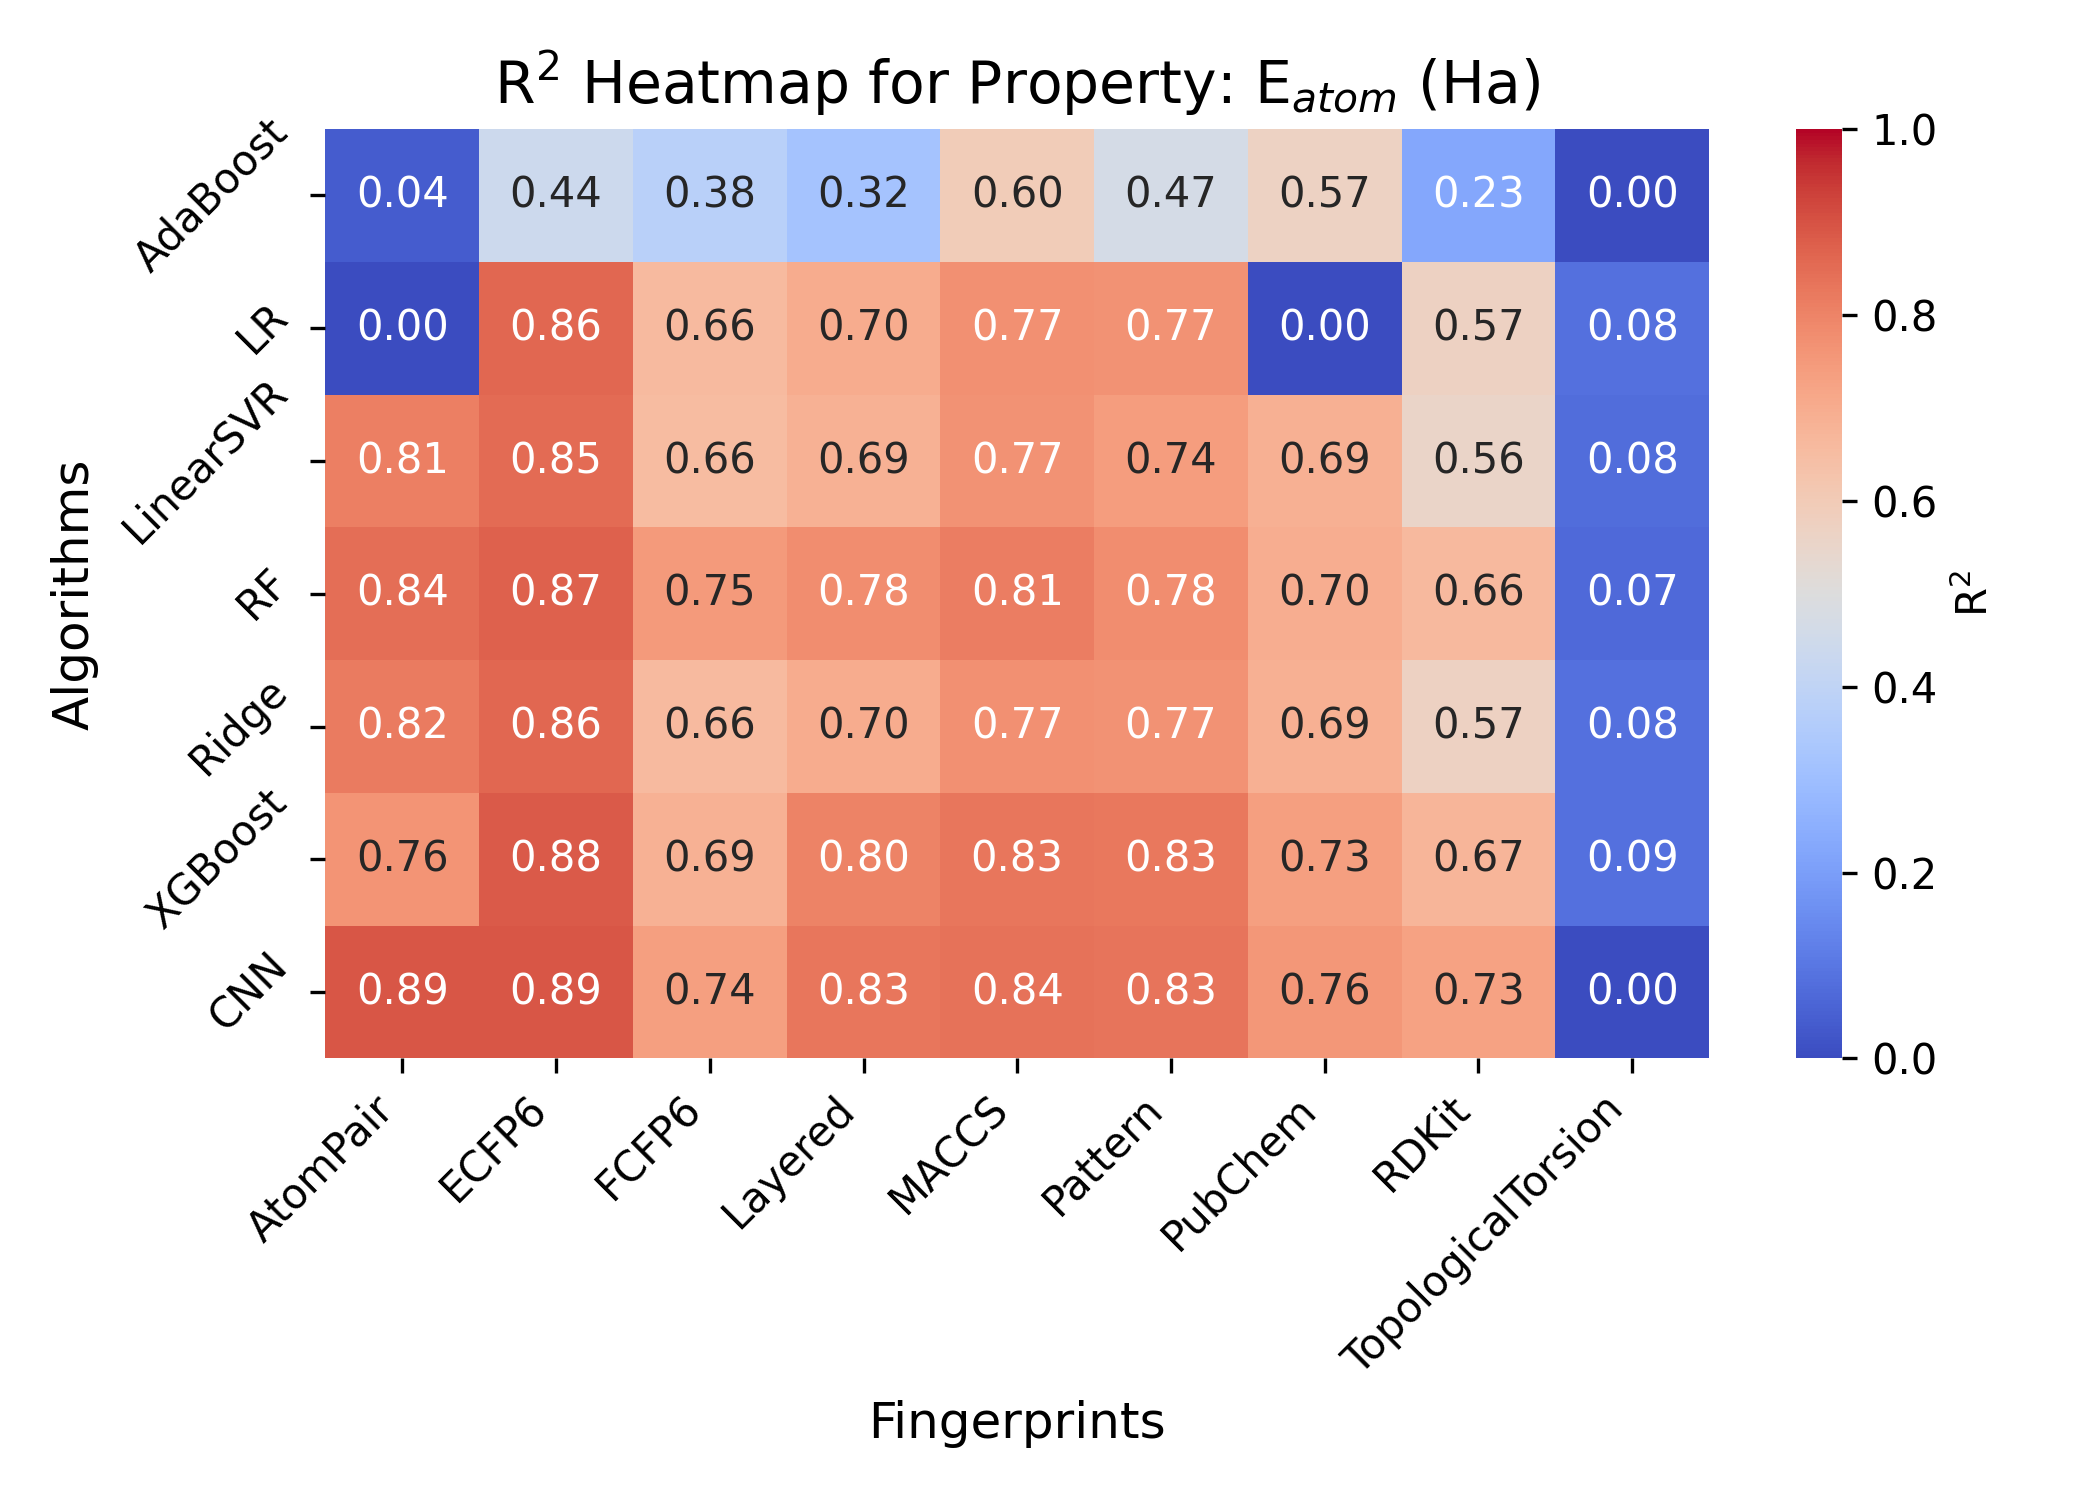 R² Heatmap for Property: E_atom (Ha)
Algorithms
AdaBoost 0.04 0.44 0.38 0.32 0.60 0.47 0.57 0.23 0.00
LR 0.00 0.86 0.66 0.70 0.77 0.77 0.00 0.57 0.08
LinearSVR 0.81 0.85 0.66 0.69 0.77 0.74 0.69 0.56 0.08
RF 0.84 0.87 0.75 0.78 0.81 0.78 0.70 0.66 0.07
Ridge 0.82 0.86 0.66 0.70 0.77 0.77 0.69 0.57 0.08
XGBoost 0.76 0.88 0.69 0.80 0.83 0.83 0.73 0.67 0.09
CNN 0.89 0.89 0.74 0.83 0.84 0.83 0.76 0.73 0.00
AtomPair ECFP6 FCFP6 Layered MACCS Pattern PubChem RDKit TopologicalTorsion
Fingerprints
1.0
0.8
0.6
0.4
0.2
0.0
R²